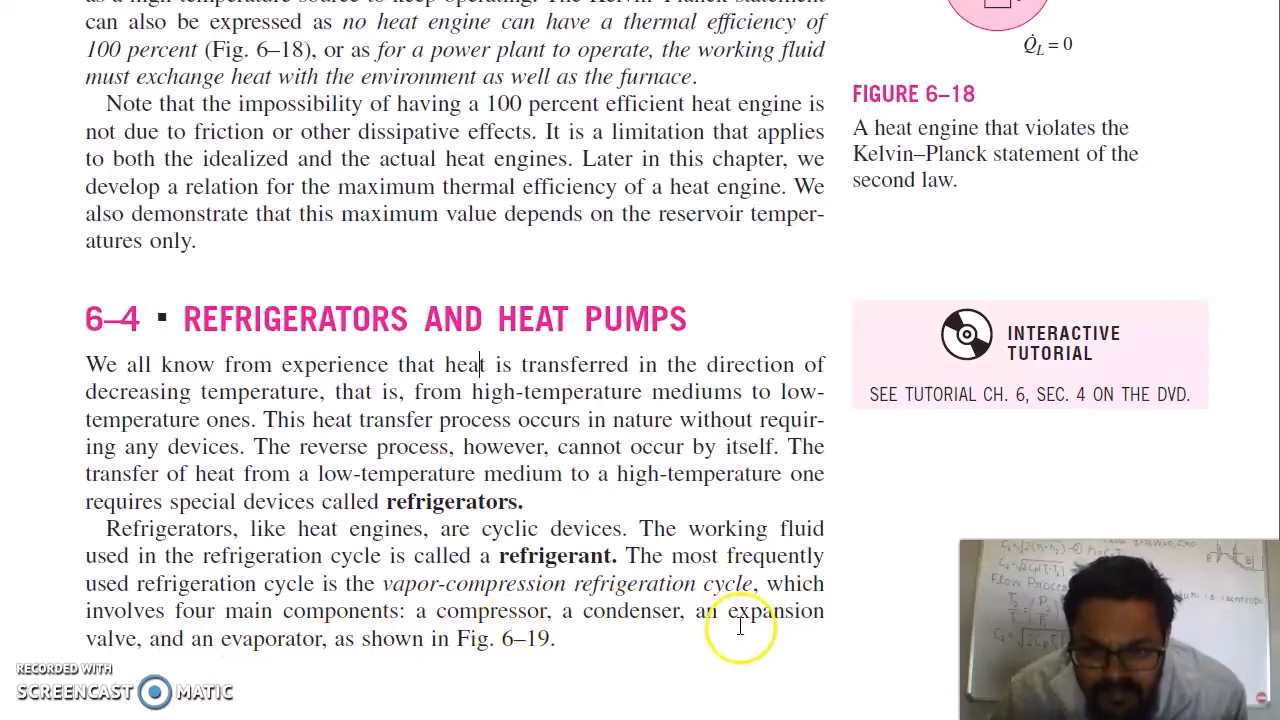 as a high-temperature source to keep operating. The Kelvin–Planck statement
can also be expressed as no heat engine can have a thermal efficiency of
100 percent (Fig. 6–18), or as for a power plant to operate, the working fluid
must exchange heat with the environment as well as the furnace.
Note that the impossibility of having a 100 percent efficient heat engine is
not due to friction or other dissipative effects. It is a limitation that applies
to both the idealized and the actual heat engines. Later in this chapter, we
develop a relation for the maximum thermal efficiency of a heat engine. We
also demonstrate that this maximum value depends on the reservoir temper-
atures only.
Q̇L = 0
FIGURE 6–18
A heat engine that violates the
Kelvin–Planck statement of the
second law.
6–4 ▪ REFRIGERATORS AND HEAT PUMPS
We all know from experience that heat is transferred in the direction of
decreasing temperature, that is, from high-temperature mediums to low-
temperature ones. This heat transfer process occurs in nature without requir-
ing any devices. The reverse process, however, cannot occur by itself. The
transfer of heat from a low-temperature medium to a high-temperature one
requires special devices called refrigerators.
Refrigerators, like heat engines, are cyclic devices. The working fluid
used in the refrigeration cycle is called a refrigerant. The most frequently
used refrigeration cycle is the vapor-compression refrigeration cycle, which
involves four main components: a compressor, a condenser, an expansion
valve, and an evaporator, as shown in Fig. 6–19.
INTERACTIVE
TUTORIAL
SEE TUTORIAL CH. 6, SEC. 4 ON THE DVD.
RECORDED WITH
SCREENCAST MATIC
Flow Process